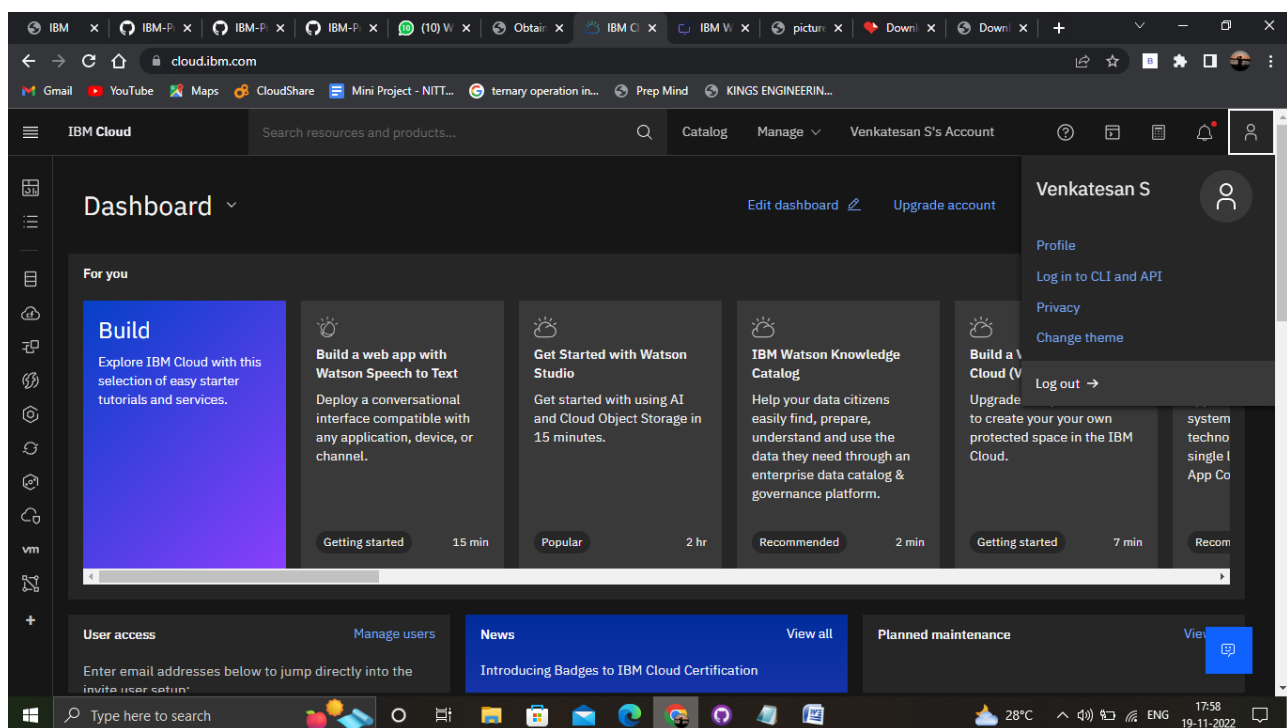 IBM
IBM-P
IBM-P
IBM-P
(10) W
Obtain
IBM Cl
IBM W
picture
Downl
Downl
cloud.ibm.com
Gmail
YouTube
Maps
CloudShare
Mini Project - NITT...
ternary operation in...
Prep Mind
KINGS ENGINEERIN...
IBM Cloud
Search resources and products...
Catalog
Manage
Venkatesan S's Account
Dashboard
Edit dashboard
Upgrade account
Venkatesan S
Profile
Log in to CLI and API
Privacy
Change theme
Log out →
For you
Build
Explore IBM Cloud with this
selection of easy starter
tutorials and services.
Build a web app with
Watson Speech to Text
Deploy a conversational
interface compatible with
any application, device, or
channel.
Getting started 15 min
Get Started with Watson
Studio
Get started with using AI
and Cloud Object Storage in
15 minutes.
Popular 2 hr
IBM Watson Knowledge
Catalog
Help your data citizens
easily find, prepare,
understand and use the
data they need through an
enterprise data catalog &
governance platform.
Recommended 2 min
Build a V
Cloud (V
Upgrade
to create your your own
protected space in the IBM
Cloud.
Getting started 7 min
system
techno
single l
App Co
Recom
vm
User access
Manage users
Enter email addresses below to jump directly into the
invite user setup:
News
View all
Introducing Badges to IBM Cloud Certification
Planned maintenance
Vie
Type here to search
28°C
ENG
17:58
19-11-2022